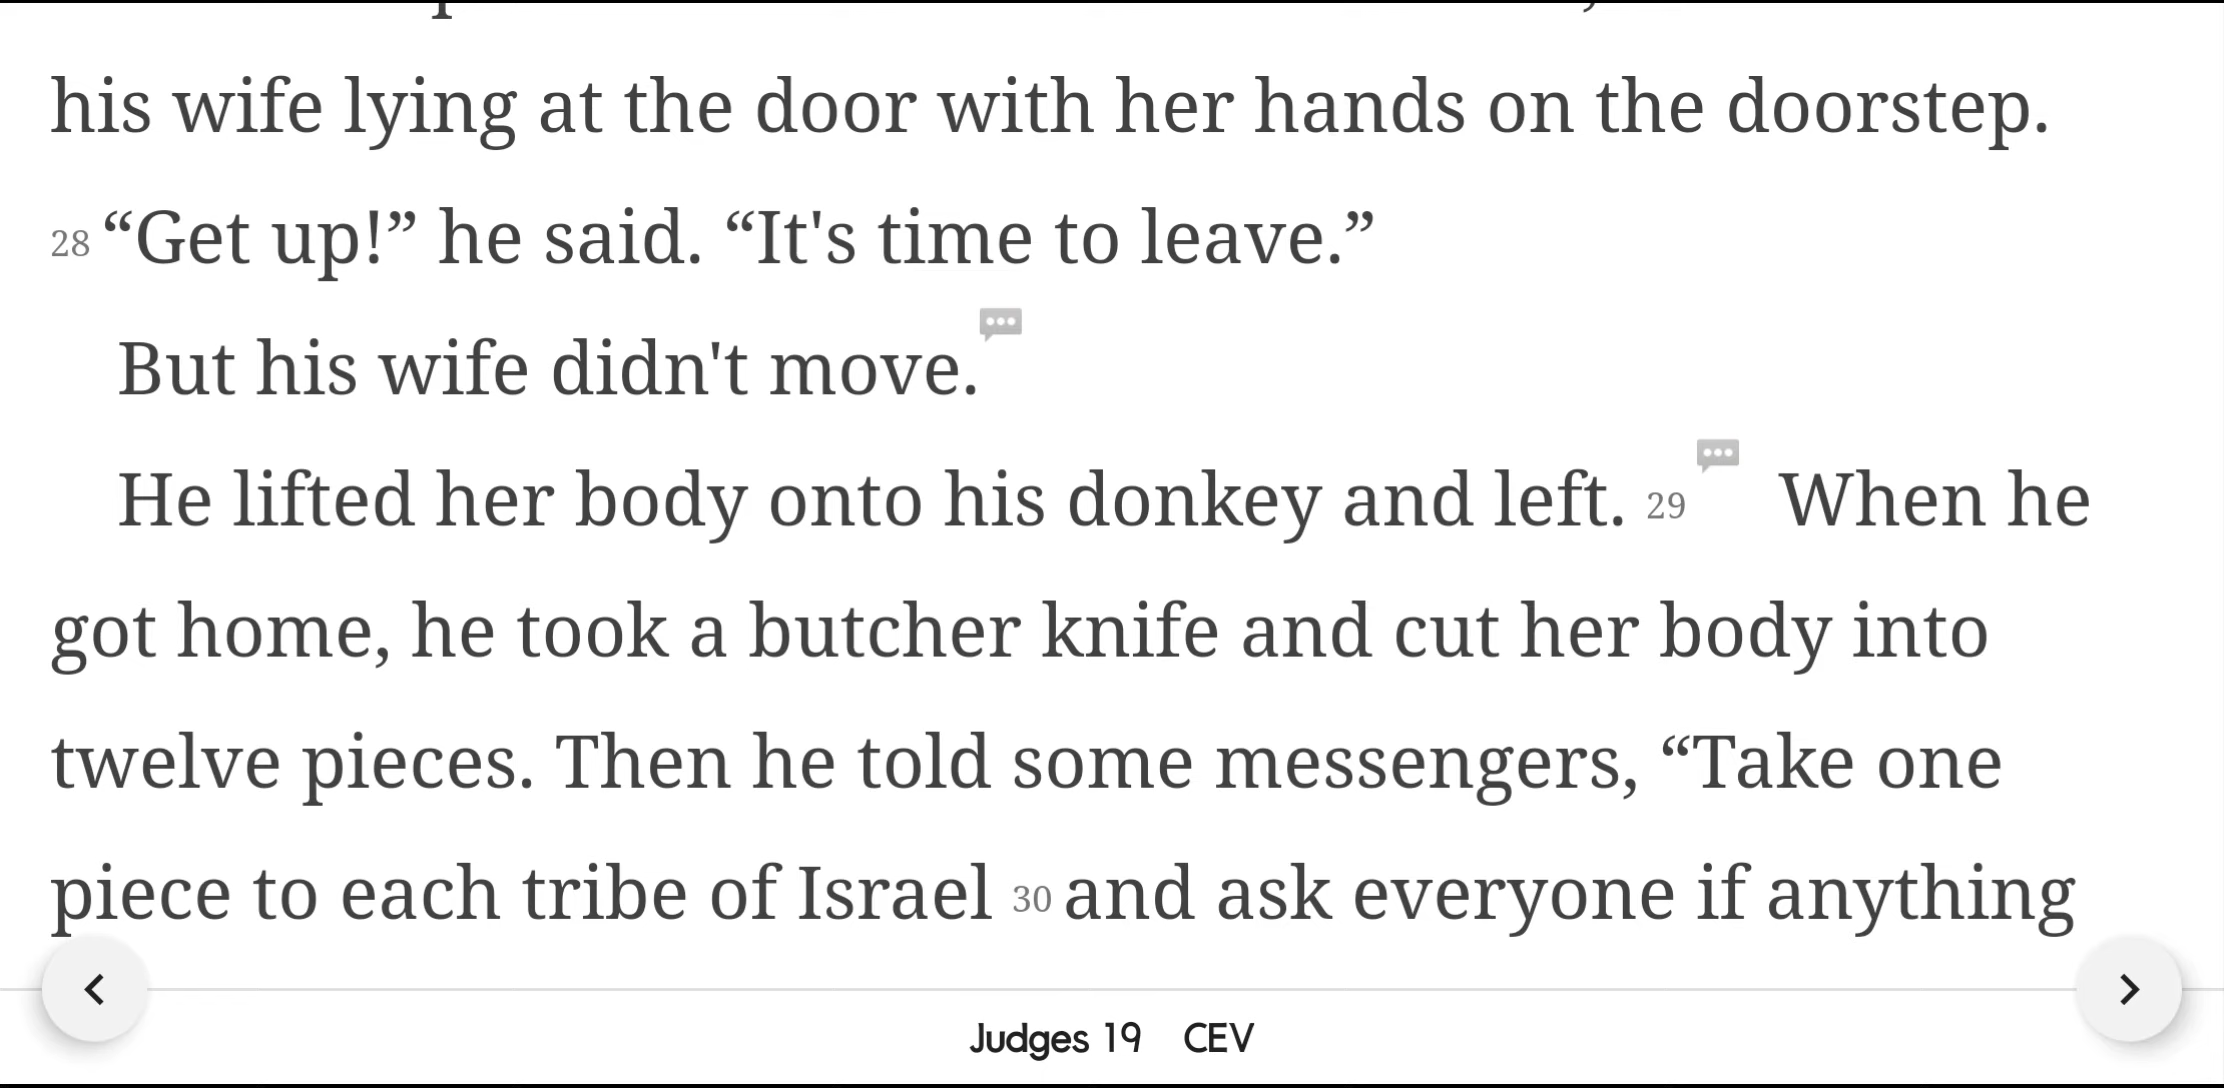 his wife lying at the door with her hands on the doorstep.
28 “Get up!” he said. “It's time to leave.”
But his wife didn't move.
He lifted her body onto his donkey and left. 29 When he
got home, he took a butcher knife and cut her body into
twelve pieces. Then he told some messengers, “Take one
piece to each tribe of Israel 30 and ask everyone if anything
Judges 19 CEV